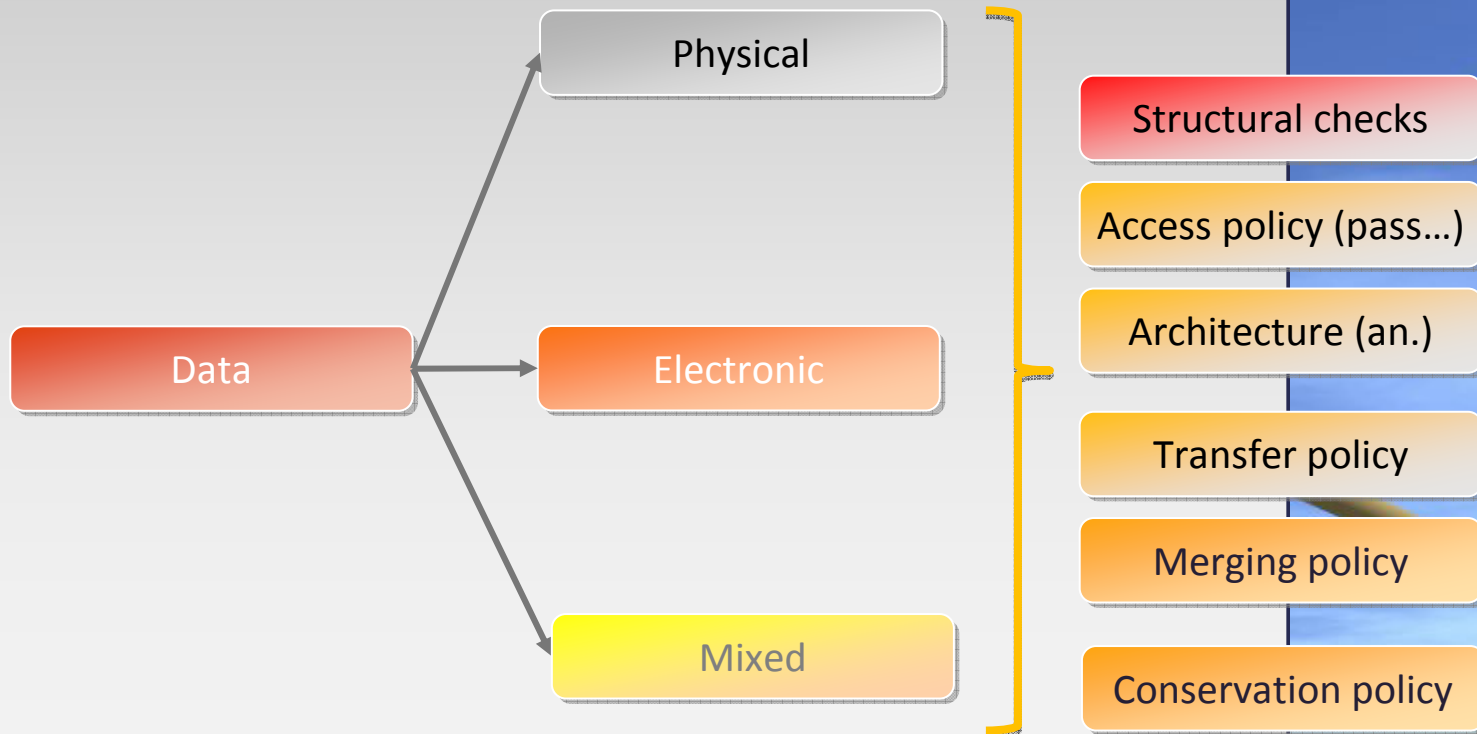 Physical
Structural checks
Access policy (pass...)
Architecture (an.)
Data
Electronic
Transfer policy
Merging policy
Mixed
Conservation policy